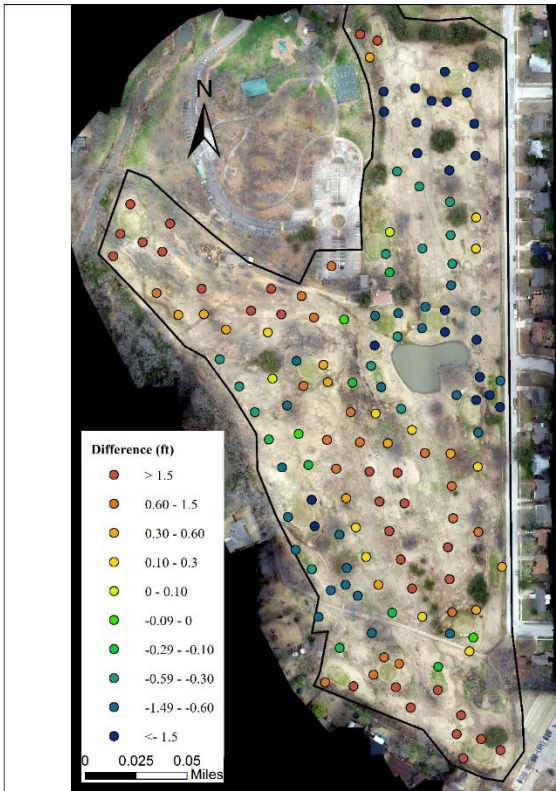 N
Difference (ft)
> 1.5
0.60 - 1.5
0.30 - 0.60
0.10 - 0.3
0 - 0.10
-0.09 - 0
-0.29 - -0.10
-0.59 - -0.30
-1.49 - -0.60
<- 1.5
0 0.025 0.05
Miles